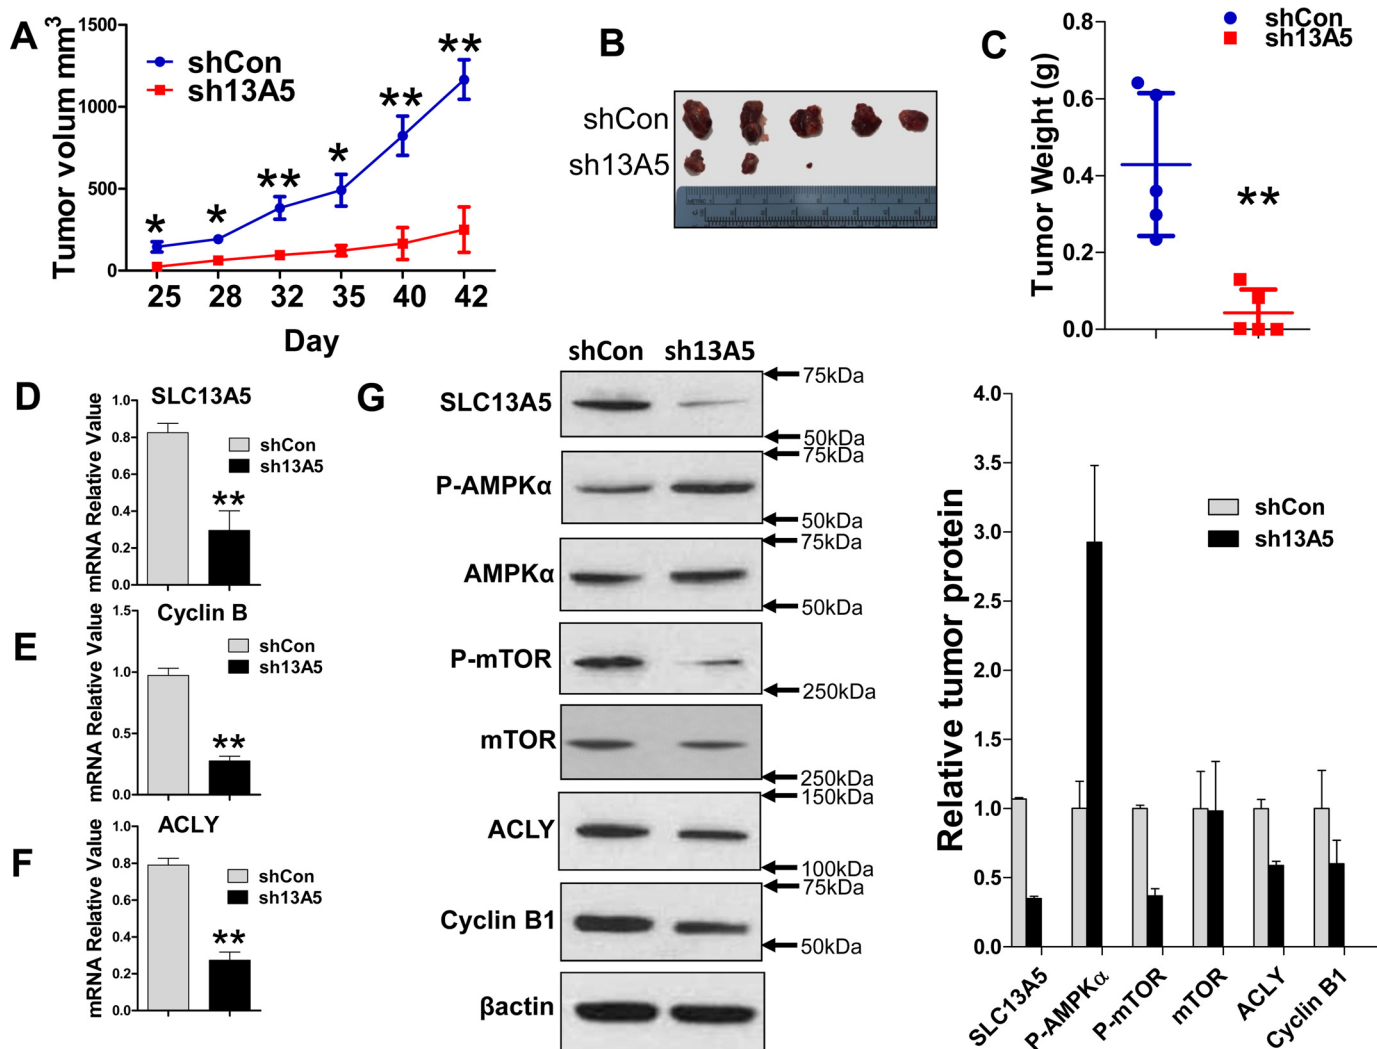 A
Tumor volum mm³
1500
1000
500
0
shCon
sh13A5
*
*
**
*
**
**
25 28 32 35 40 42
Day
B
shCon
sh13A5
C
Tumor Weight (g)
0.8
0.6
0.4
0.2
0.0
shCon
sh13A5
**
D
SLC13A5
mRNA Relative Value
1.0
0.8
0.6
0.4
0.2
0.0
shCon
sh13A5
**
E
Cyclin B
mRNA Relative Value
1.5
1.0
0.5
0.0
shCon
sh13A5
**
F
ACLY
mRNA Relative Value
1.0
0.8
0.6
0.4
0.2
0.0
shCon
sh13A5
**
G
shCon sh13A5
SLC13A5
75kDa
50kDa
P-AMPKα
75kDa
50kDa
AMPKα
75kDa
50kDa
P-mTOR
250kDa
mTOR
250kDa
ACLY
150kDa
100kDa
Cyclin B1
75kDa
50kDa
βactin
Relative tumor protein
4.0
3.5
3.0
2.5
2.0
1.5
1.0
0.5
0.0
shCon
sh13A5
SLC13A5
P-AMPKα
P-mTOR
mTOR
ACLY
Cyclin B1